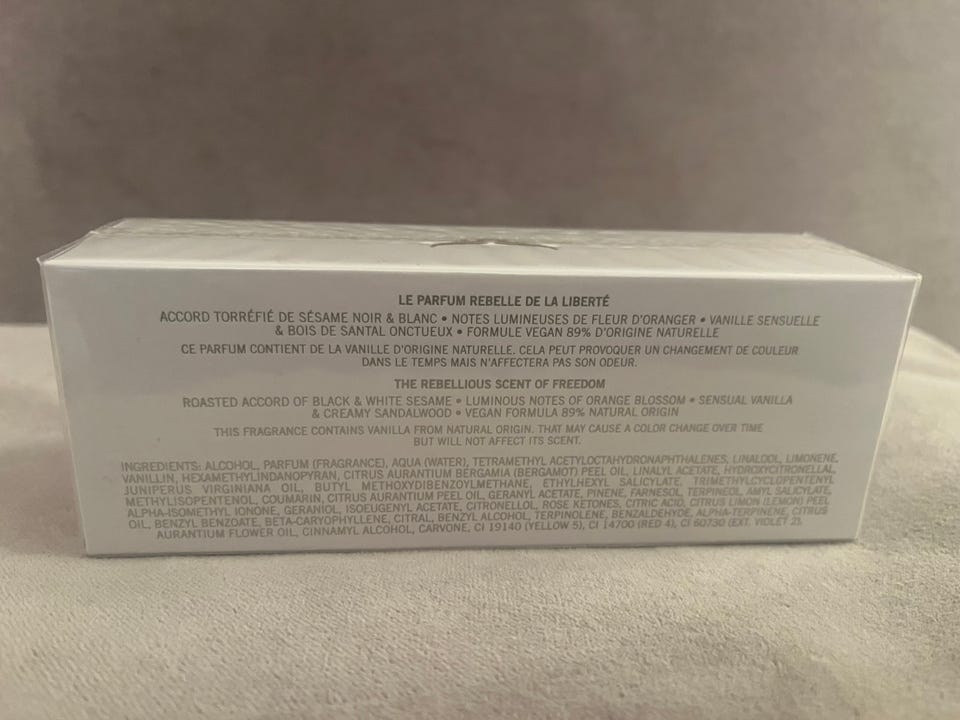 LE PARFUM REBELLE DE LA LIBERTÉ
ACCORD TORRÉFIÉ DE SÉSAME NOIR & BLANC • NOTES LUMINEUSES DE FLEUR D'ORANGER • VANILLE SENSUELLE
& BOIS DE SANTAL ONCTUEUX • FORMULE VEGAN 89% D'ORIGINE NATURELLE
CE PARFUM CONTIENT DE LA VANILLE D'ORIGINE NATURELLE. CELA PEUT PROVOQUER UN CHANGEMENT DE COULEUR
DANS LE TEMPS MAIS N'AFFECTERA PAS SON ODEUR.
THE REBELLIOUS SCENT OF FREEDOM
ROASTED ACCORD OF BLACK & WHITE SESAME • LUMINOUS NOTES OF ORANGE BLOSSOM • SENSUAL VANILLA
& CREAMY SANDALWOOD • VEGAN FORMULA 89% NATURAL ORIGIN
THIS FRAGRANCE CONTAINS VANILLA FROM NATURAL ORIGIN. THAT MAY CAUSE A COLOR CHANGE OVER TIME
BUT WILL NOT AFFECT ITS SCENT.
INGREDIENTS: ALCOHOL, PARFUM (FRAGRANCE), AQUA (WATER), TETRAMETHYL ACETYLOCTAHYDRONAPHTHALENES, LINALOOL, LIMONENE,
VANILLIN, HEXAMETHYLINDANOPYRAN, CITRUS AURANTIUM BERGAMIA (BERGAMOT) PEEL OIL, LINALYL ACETATE, HYDROXYCITRONELLAL,
JUNIPERUS VIRGINIANA OIL, BUTYL METHOXYDIBENZOYLMETHANE, ETHYLHEXYL SALICYLATE, TRIMETHYLCYCLOPENTENYL
METHYLISOPENTENOL, COUMARIN, CITRUS AURANTIUM PEEL OIL, GERANYL ACETATE, PINENE, FARNESOL, TERPINEOL, AMYL SALICYLATE,
ALPHA-ISOMETHYL IONONE, GERANIOL, ISOEUGENYL ACETATE, CITRONELLOL, ROSE KETONES, CITRIC ACID, CITRUS LIMON (LEMON) PEEL
OIL, BENZYL BENZOATE, BETA-CARYOPHYLLENE, CITRAL, BENZYL ALCOHOL, TERPINOLENE, BENZALDEHYDE, ALPHA-TERPINENE, CITRUS
AURANTIUM FLOWER OIL, CINNAMYL ALCOHOL, CARVONE, CI 19140 (YELLOW 5), CI 14700 (RED 4), CI 60730 (EXT. VIOLET 2).